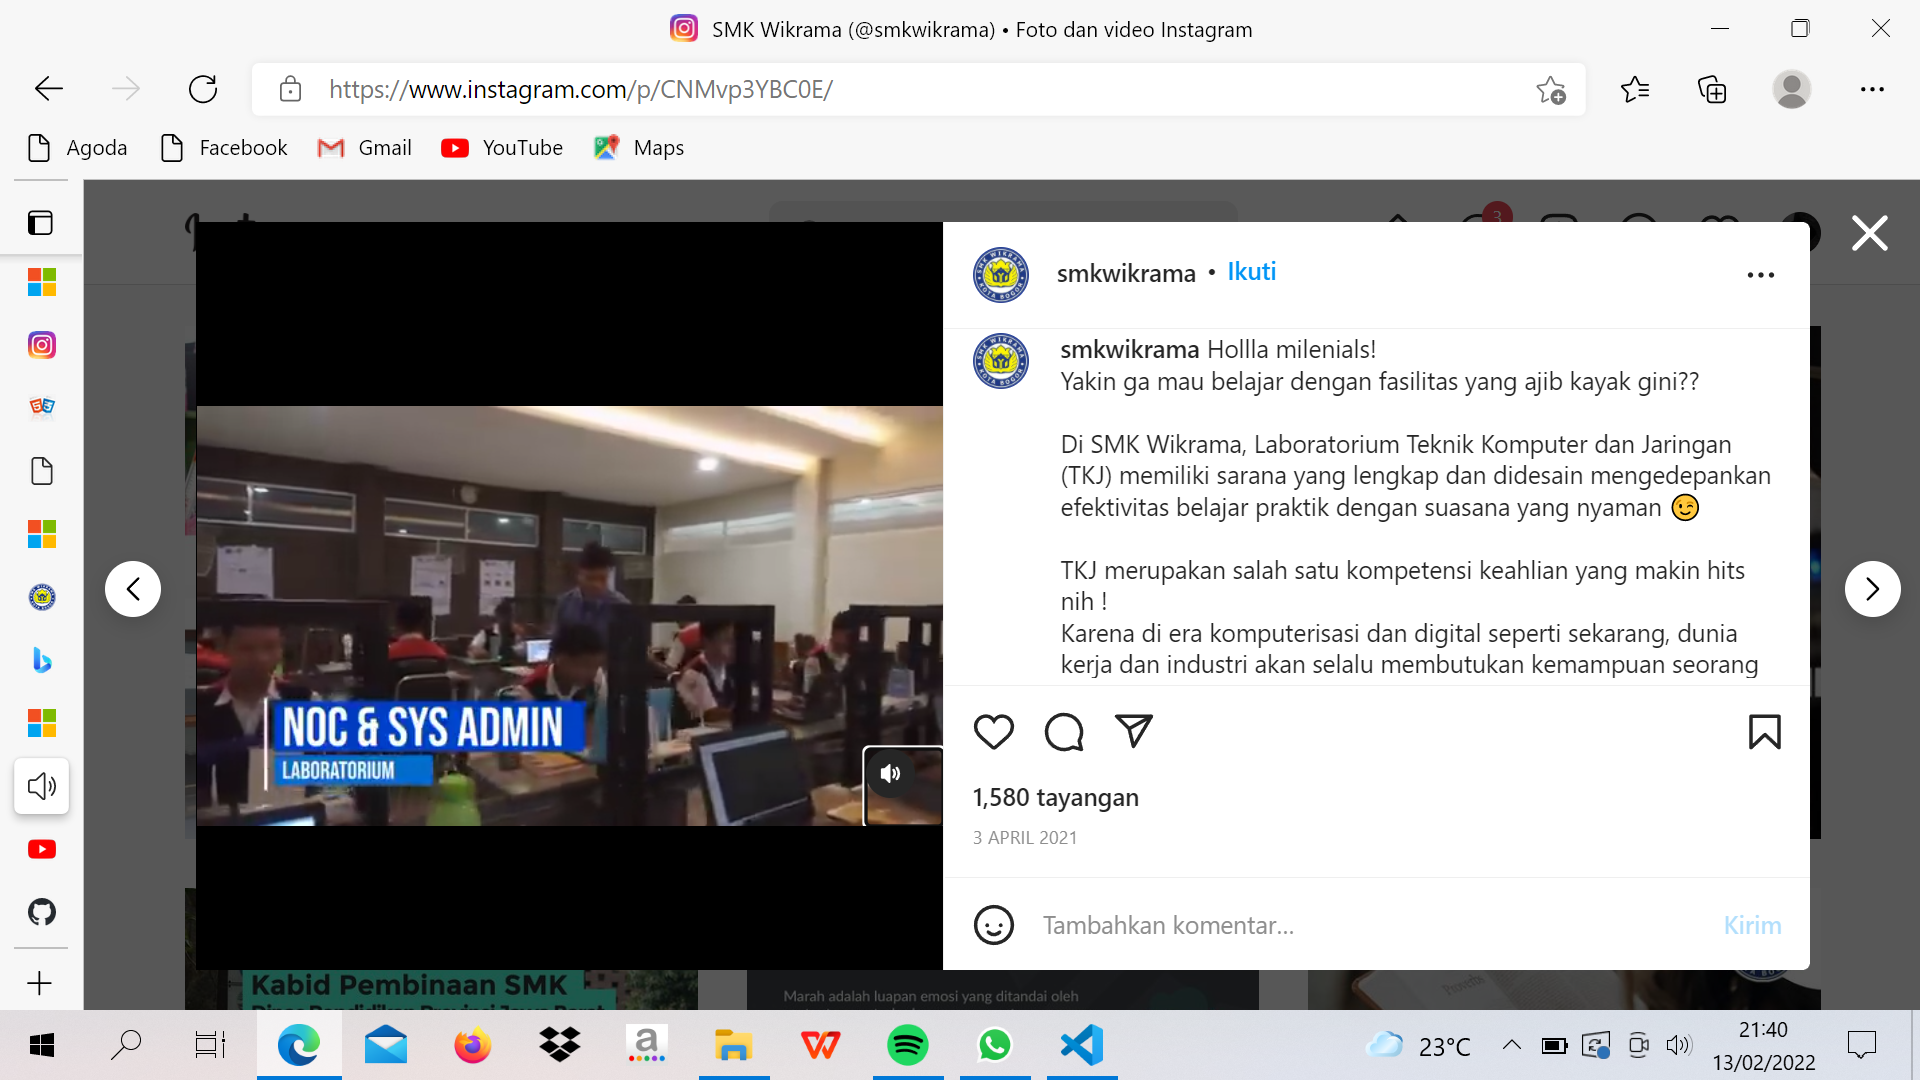 SMK Wikrama (@smkwikrama) • Foto dan video Instagram
https://www.instagram.com/p/CNMvp3YBC0E/
Agoda
Facebook
Gmail
YouTube
Maps
3
smkwikrama • Ikuti
smkwikrama Hollla milenials!
Yakin ga mau belajar dengan fasilitas yang ajib kayak gini??
Di SMK Wikrama, Laboratorium Teknik Komputer dan Jaringan
(TKJ) memiliki sarana yang lengkap dan didesain mengedepankan
efektivitas belajar praktik dengan suasana yang nyaman 😉
TKJ merupakan salah satu kompetensi keahlian yang makin hits
nih !
Karena di era komputerisasi dan digital seperti sekarang, dunia
kerja dan industri akan selalu membutukan kemampuan seorang
NOC & SYS ADMIN
LABORATORIUM
1,580 tayangan
3 APRIL 2021
Tambahkan komentar...
Kirim
Kabid Pembinaan SMK
Marah adalah luapan emosi yang ditandai oleh
23°C
21:40
13/02/2022